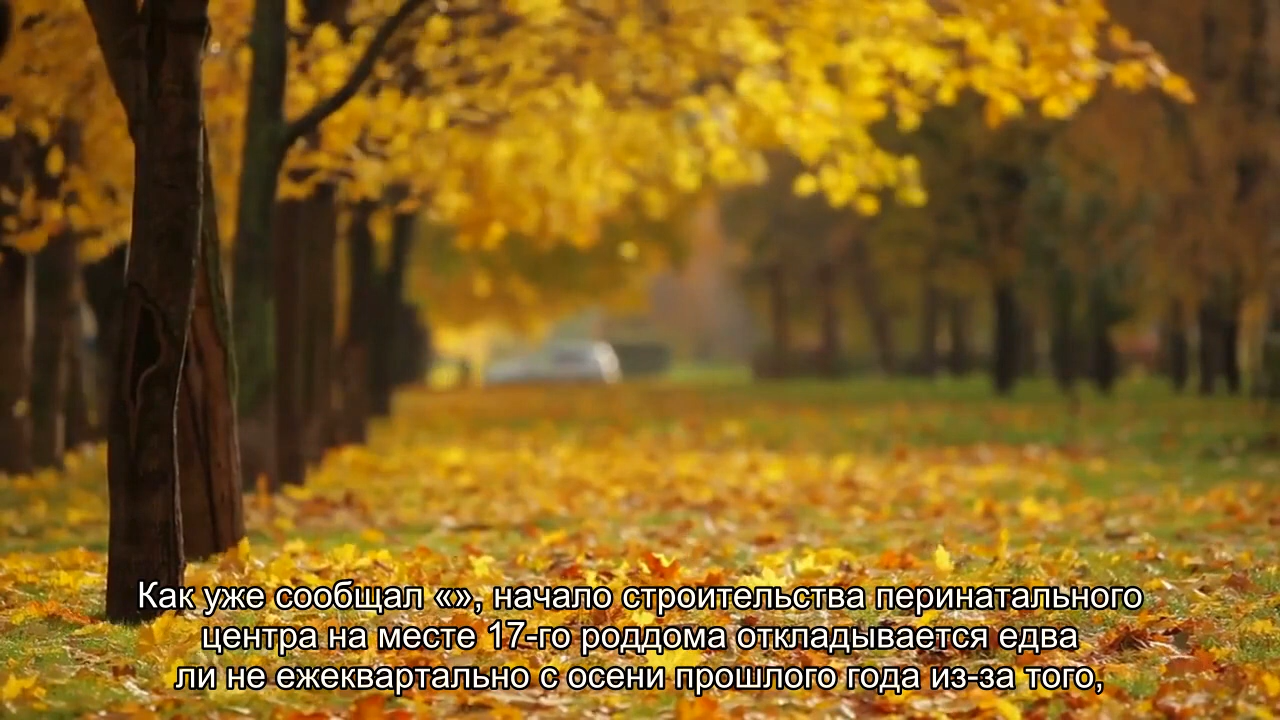 Как уже сообщал «», начало строительства перинатального
центра на месте 17-го роддома откладывается едва
ли не ежеквартально с осени прошлого года из-за того,